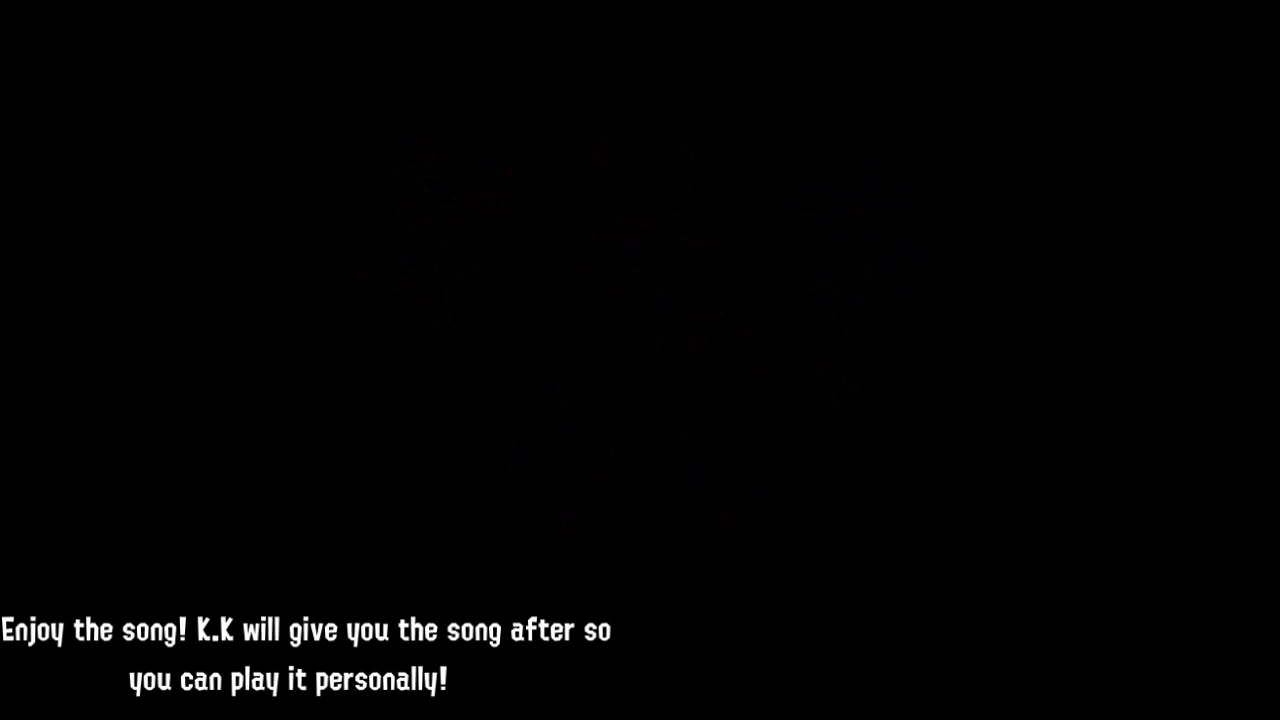 Enjoy the song! K.K will give you the song after so
you can play it personally!